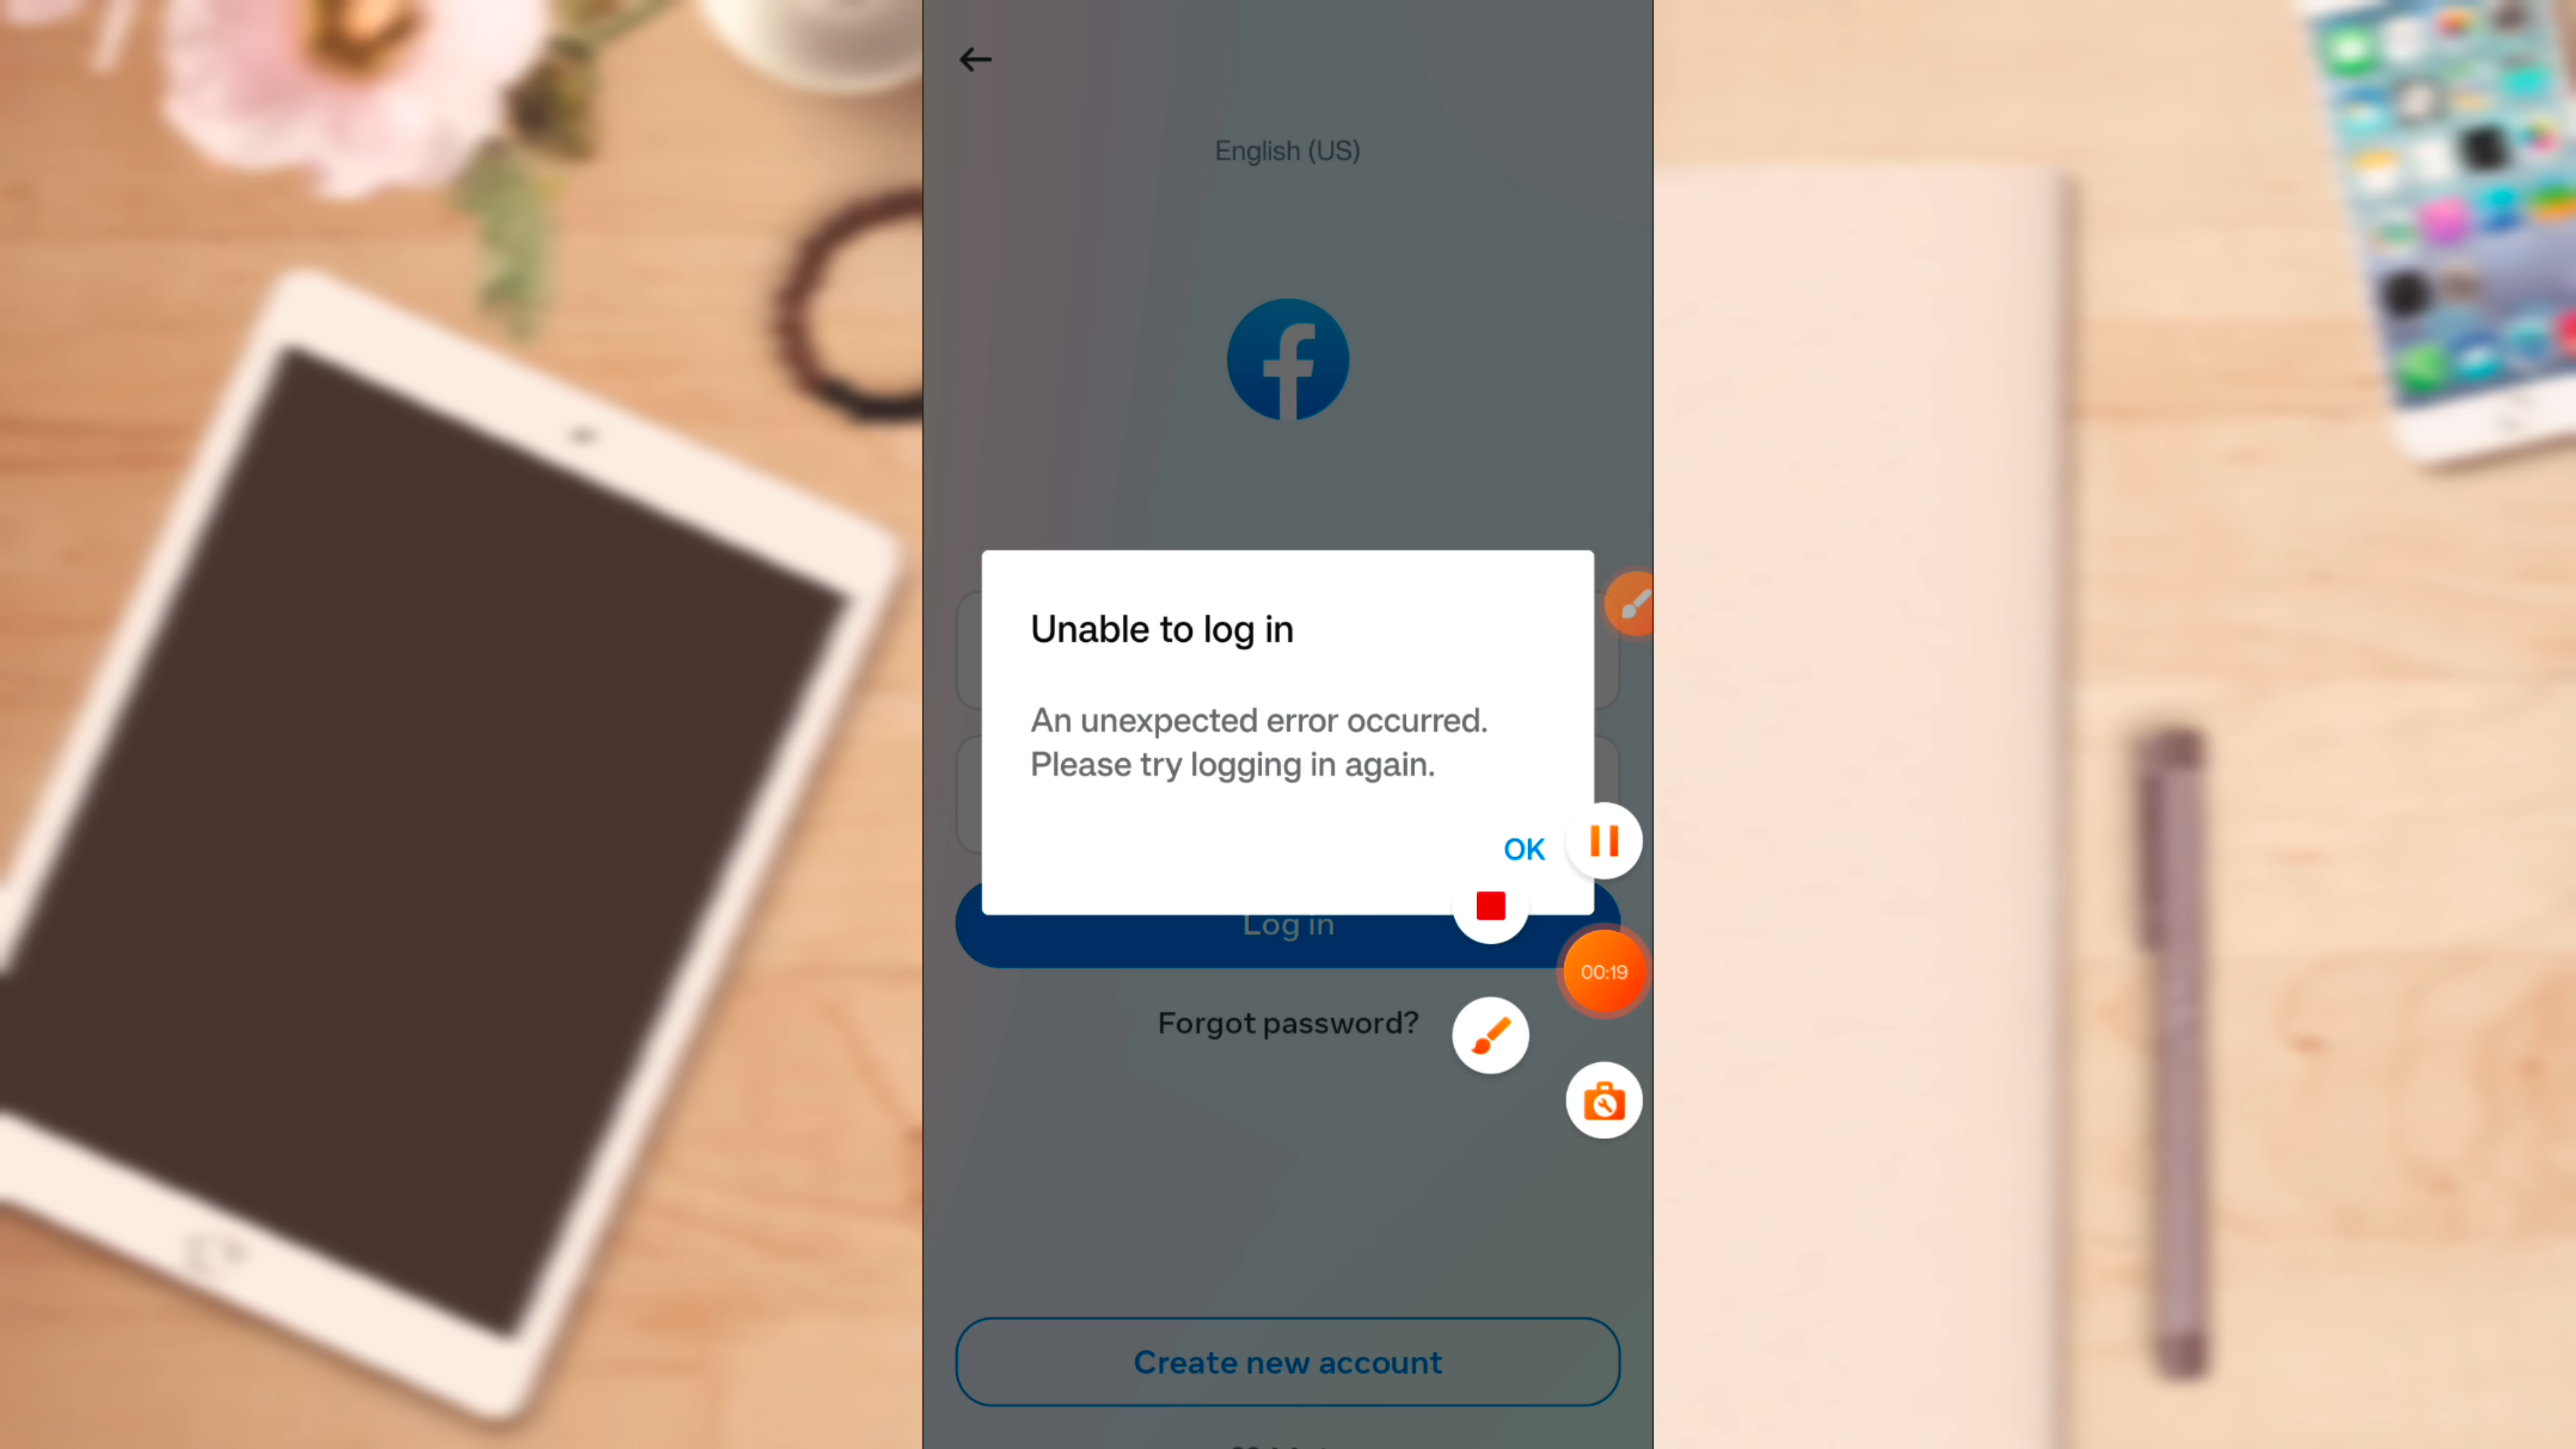 English (US)
Unable to log in
An unexpected error occurred.
Please try logging in again.
OK
Log in
00:19
Forgot password?
Create new account